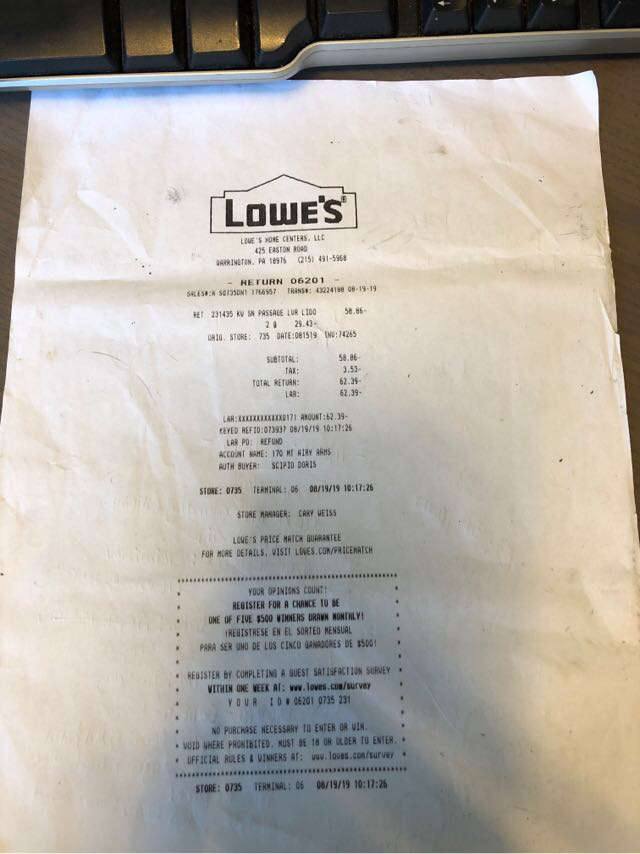 LOWE'S
LOWE'S HOME CENTERS, LLC
425 EASTON ROAD
WARRINGTON, PA 18976 (215) 491-5968
- RETURN 06201 -
SALES#:R S0735DN1 1766957 TRANS#: 43224188 08-19-19
RET 231435 KV SN PASSAGE LVR LIDO 58.86-
2 @ 29.43-
ORIG. STORE: 735 DATE:081519 INV:74265
SUBTOTAL: 58.86-
TAX: 3.53-
TOTAL RETURN: 62.39-
LAR: 62.39-
LAR:XXXXXXXXXXXX0171 AMOUNT:62.39-
KEYED REFID:073937 08/19/19 10:17:26
LAR PO: REFUND
ACCOUNT NAME: 170 MT AIRY ARMS
AUTH BUYER: SCIPIO DORIS
STORE: 0735 TERMINAL: 06 08/19/19 10:17:26
STORE MANAGER: CARY WEISS
LOWE'S PRICE MATCH GUARANTEE
FOR MORE DETAILS, VISIT LOWES.COM/PRICEMATCH
YOUR OPINIONS COUNT!
REGISTER FOR A CHANCE TO BE
ONE OF FIVE $500 WINNERS DRAWN MONTHLY!
¡REGISTRESE EN EL SORTEO MENSUAL
PARA SER UNO DE LOS CINCO GANADORES DE $500!
REGISTER BY COMPLETING A GUEST SATISFACTION SURVEY
WITHIN ONE WEEK AT: www.lowes.com/survey
Y O U R I D # 06201 0735 231
NO PURCHASE NECESSARY TO ENTER OR WIN.
VOID WHERE PROHIBITED. MUST BE 18 OR OLDER TO ENTER.
OFFICIAL RULES & WINNERS AT: www.lowes.com/survey
STORE: 0735 TERMINAL: 06 08/19/19 10:17:26